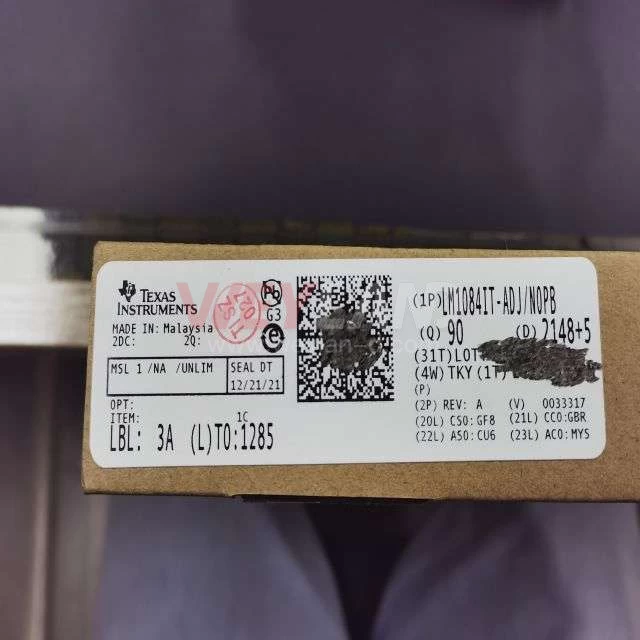 TEXAS
INSTRUMENTS
MADE IN: Malaysia
2DC: 2Q:
MSL 1 /NA /UNLIM
SEAL DT
12/21/21
OPT:
ITEM: 1C
LBL: 3A (L)TO:1285
Pb
G3
e
(1P)LM1084IT-ADJ/NOPB
(Q) 90 (D) 2148+5
(31T)LOT
(4W) TKY (1T)
(P)
(2P) REV: A (V) 0033317
(20L) CSO:GF8 (21L) CCO:GBR
(22L) ASO:CU6 (23L) ACO:MYS